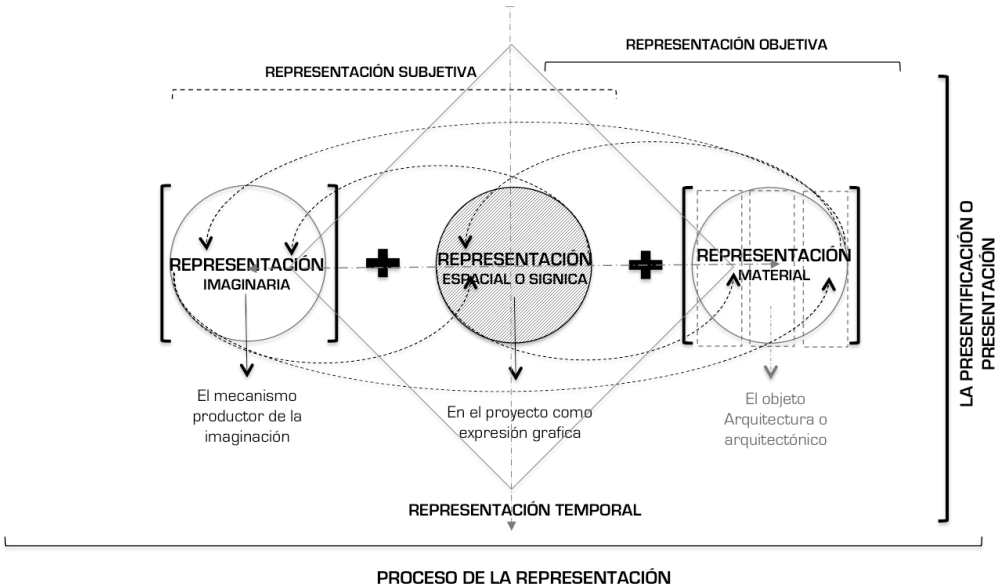 REPRESENTACIÓN OBJETIVA
REPRESENTACIÓN SUBJETIVA
REPRESENTACIÓN
IMAGINARIA
REPRESENTACIÓN
ESPACIAL O SIGNICA
REPRESENTACIÓN
MATERIAL
El mecanismo
productor de la
imaginación
En el proyecto como
expresión grafica
El objeto
Arquitectura o
arquitectónico
LA PRESENTIFICACIÓN O
PRESENTACIÓN
REPRESENTACIÓN TEMPORAL
PROCESO DE LA REPRESENTACIÓN